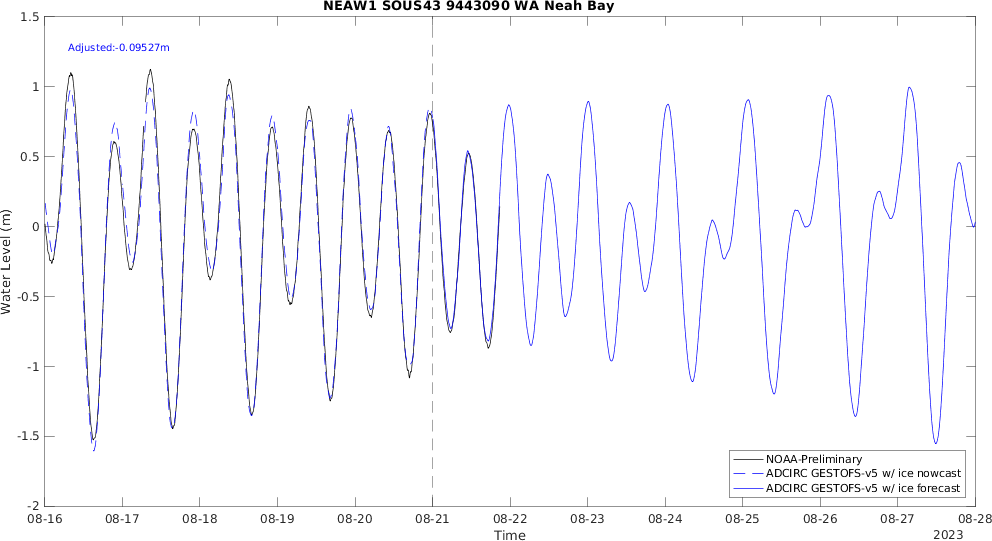 NEAW1 SOUS43 9443090 WA Neah Bay
Adjusted:-0.09527m
Water Level (m)
1.5
1
0.5
0
-0.5
-1
-1.5
-2
NOAA-Preliminary
ADCIRC GESTOFS-v5 w/ ice nowcast
ADCIRC GESTOFS-v5 w/ ice forecast
08-16 08-17 08-18 08-19 08-20 08-21 08-22 08-23 08-24 08-25 08-26 08-27 08-28
Time
2023